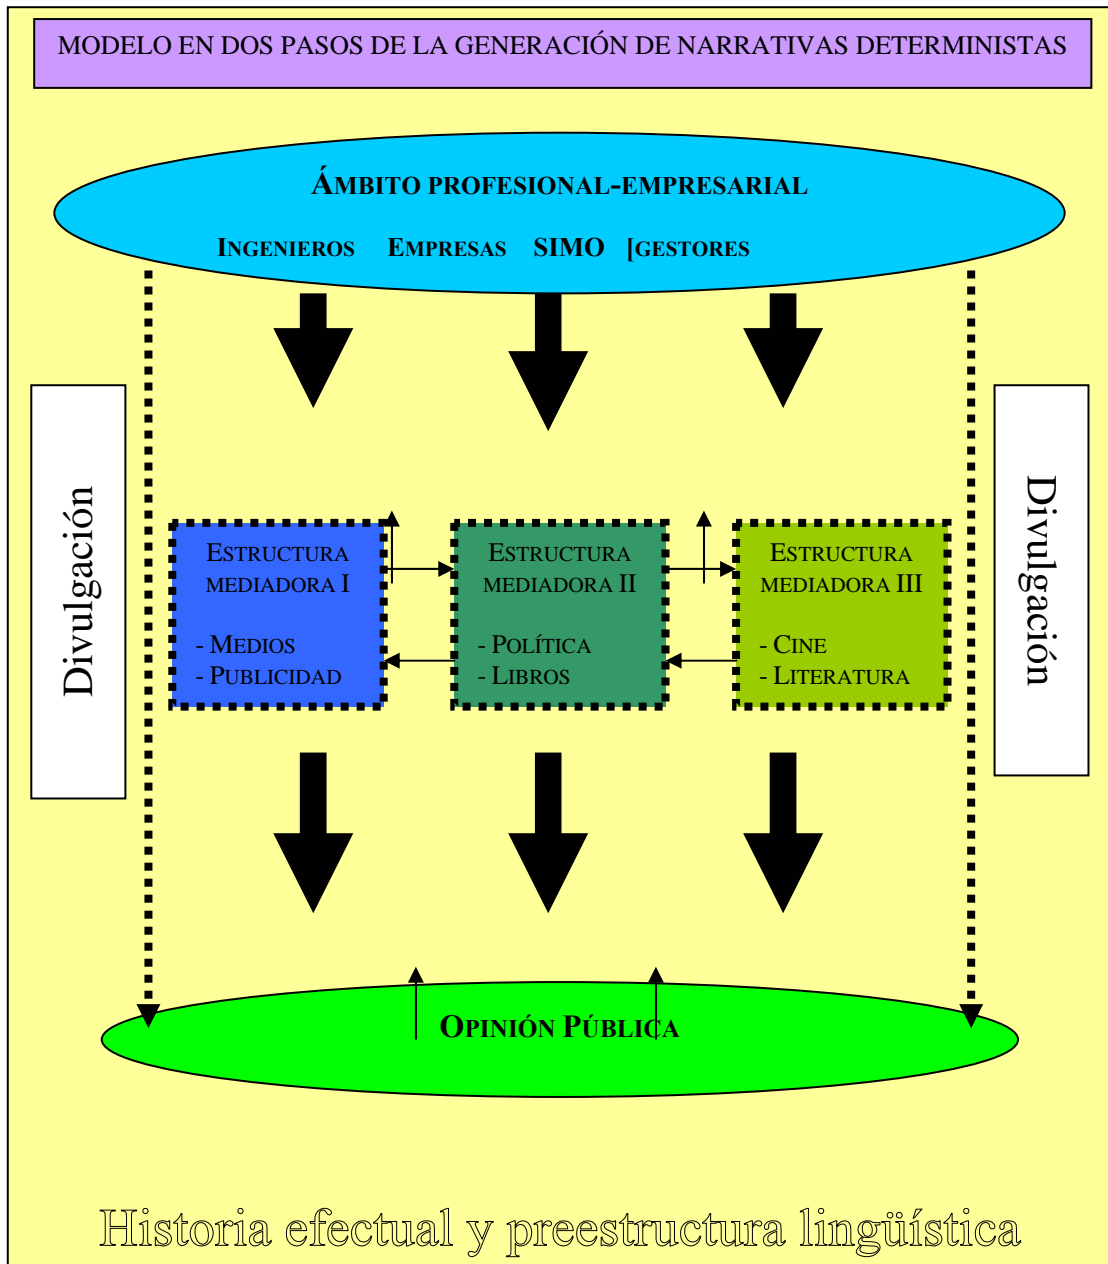 MODELO EN DOS PASOS DE LA GENERACIÓN DE NARRATIVAS DETERMINISTAS
ÁMBITO PROFESIONAL-EMPRESARIAL
INGENIEROS EMPRESAS SIMO [GESTORES
Divulgación
ESTRUCTURA
MEDIADORA I
- MEDIOS
- PUBLICIDAD
ESTRUCTURA
MEDIADORA II
- POLÍTICA
- LIBROS
ESTRUCTURA
MEDIADORA III
- CINE
- LITERATURA
Divulgación
OPINIÓN PÚBLICA
Historia efectual y preestructura lingüística